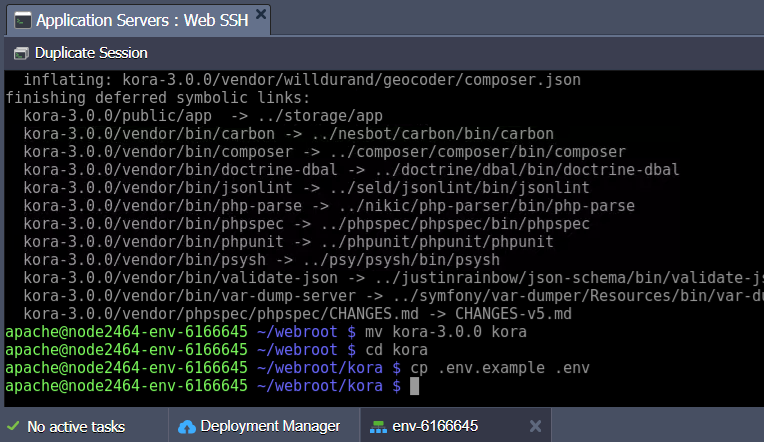 Application Servers : Web SSH
Duplicate Session
inflating: kora-3.0.0/vendor/willdurand/geocoder/composer.json
finishing deferred symbolic links:
kora-3.0.0/public/app -> ../storage/app
kora-3.0.0/vendor/bin/carbon -> ../nesbot/carbon/bin/carbon
kora-3.0.0/vendor/bin/composer -> ../composer/composer/bin/composer
kora-3.0.0/vendor/bin/doctrine-dbal -> ../doctrine/dbal/bin/doctrine-dbal
kora-3.0.0/vendor/bin/jsonlint -> ../seld/jsonlint/bin/jsonlint
kora-3.0.0/vendor/bin/php-parse -> ../nikic/php-parser/bin/php-parse
kora-3.0.0/vendor/bin/phpspec -> ../phpspec/phpspec/bin/phpspec
kora-3.0.0/vendor/bin/phpunit -> ../phpunit/phpunit/phpunit
kora-3.0.0/vendor/bin/psysh -> ../psy/psysh/bin/psysh
kora-3.0.0/vendor/bin/validate-json -> ../justinrainbow/json-schema/bin/validate-js
kora-3.0.0/vendor/bin/var-dump-server -> ../symfony/var-dumper/Resources/bin/var-du
kora-3.0.0/vendor/phpspec/phpspec/CHANGES.md -> CHANGES-v5.md
apache@node2464-env-6166645 ~/webroot $ mv kora-3.0.0 kora
apache@node2464-env-6166645 ~/webroot $ cd kora
apache@node2464-env-6166645 ~/webroot/kora $ cp .env.example .env
apache@node2464-env-6166645 ~/webroot/kora $
No active tasks
Deployment Manager
env-6166645